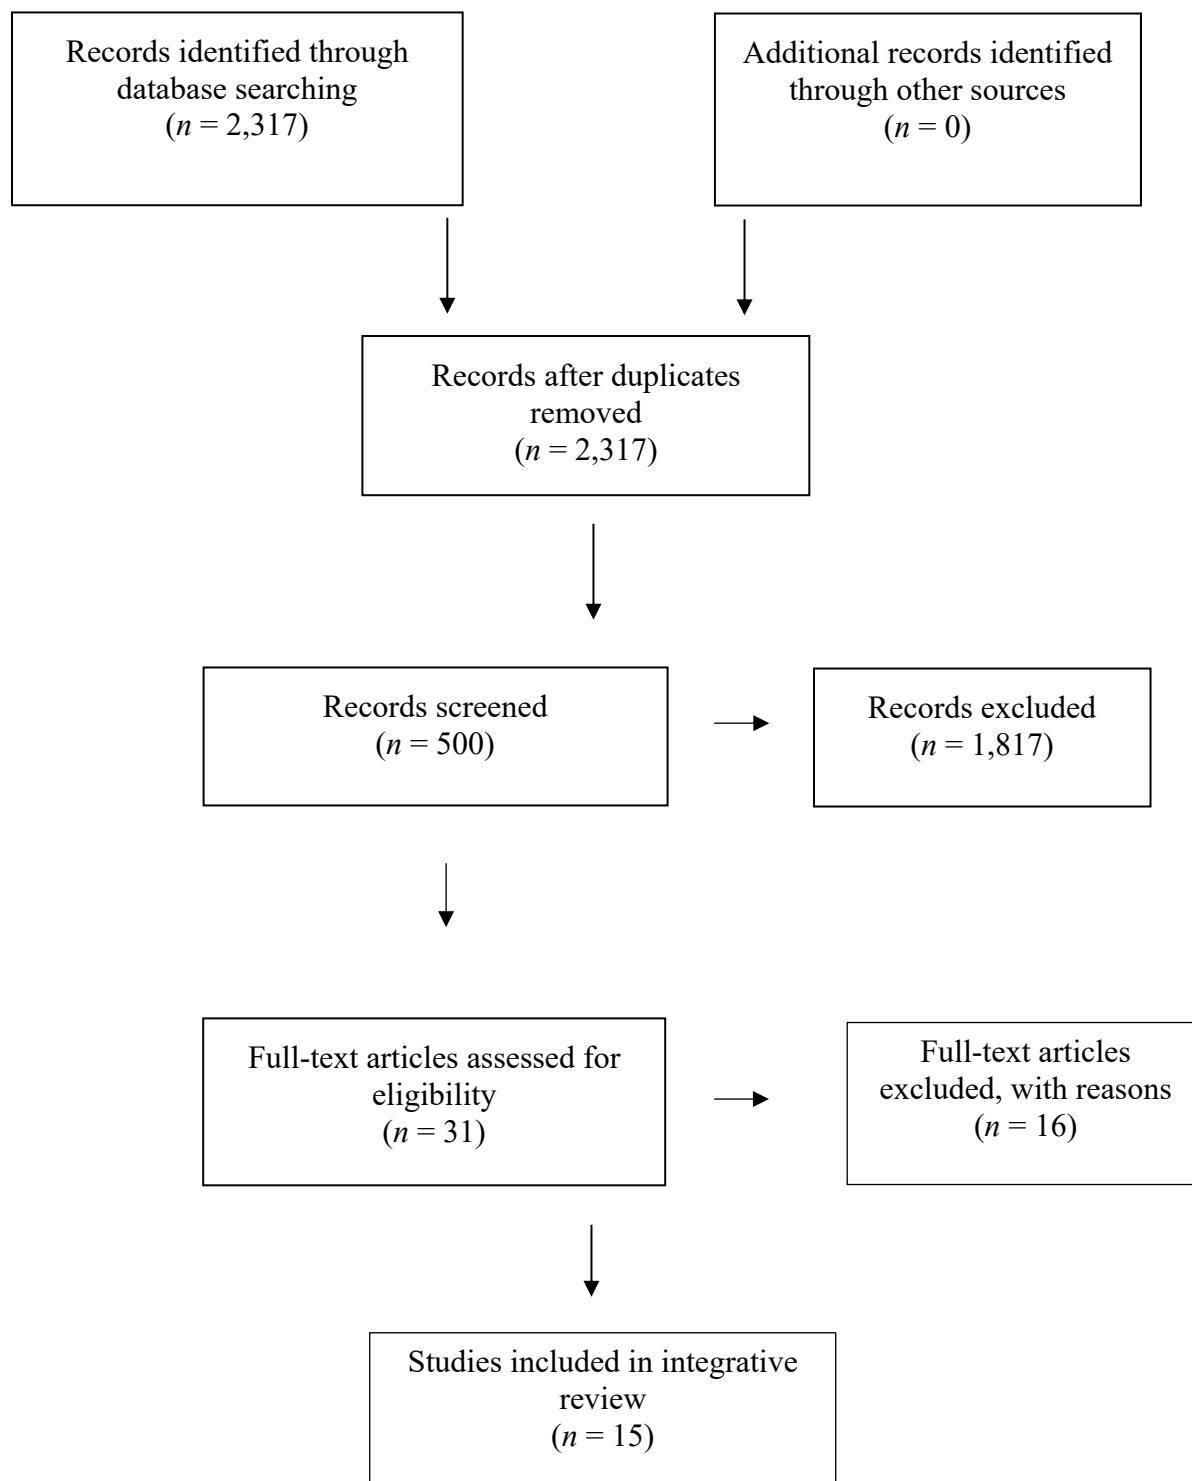 Records identified through
database searching
(n = 2,317)
Additional records identified
through other sources
(n = 0)
Records after duplicates
removed
(n = 2,317)
Records screened
(n = 500)
Records excluded
(n = 1,817)
Full-text articles assessed for
eligibility
(n = 31)
Full-text articles
excluded, with reasons
(n = 16)
Studies included in integrative
review
(n = 15)